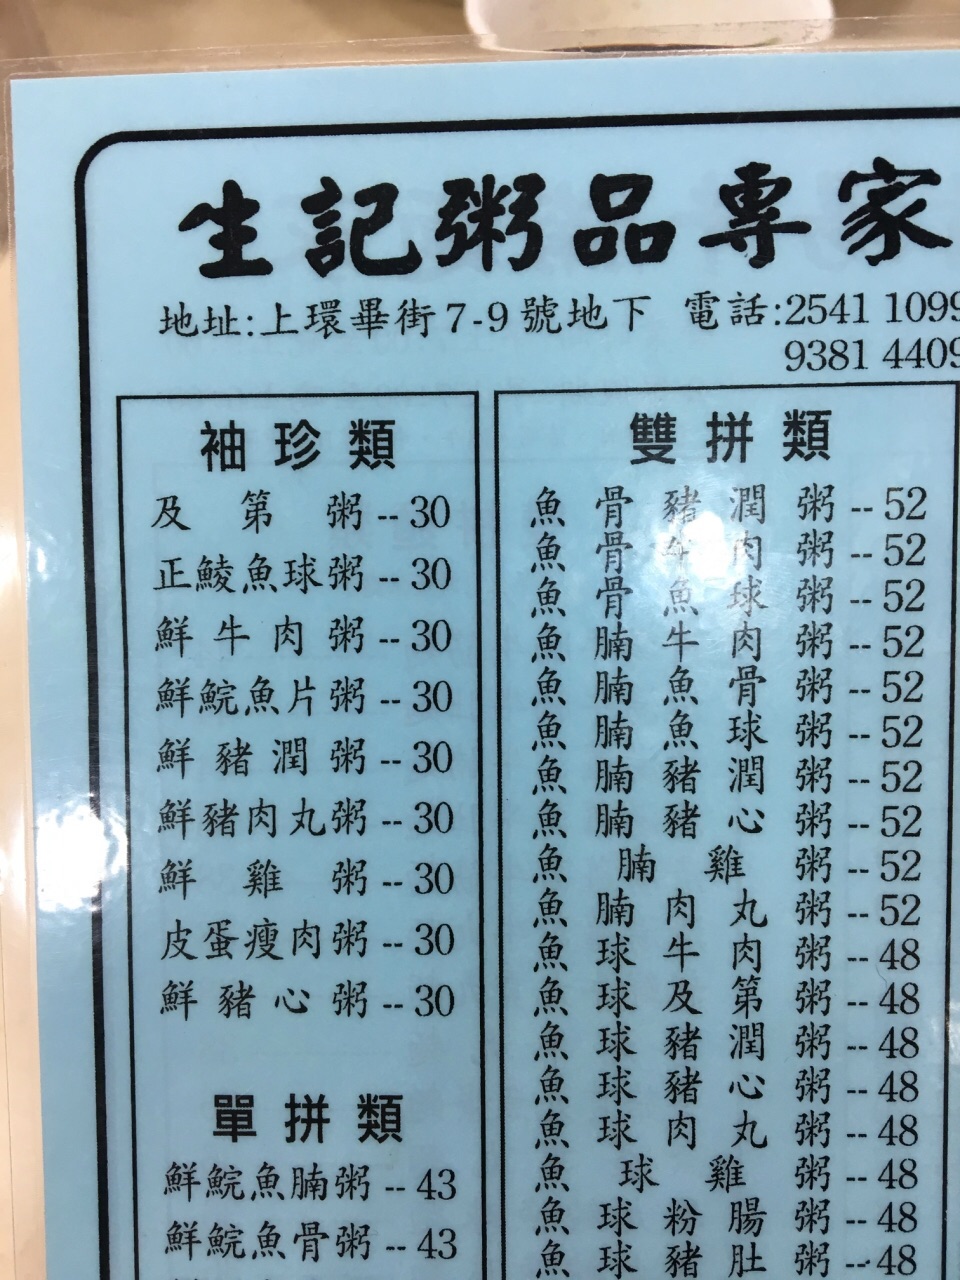 生記粥品專家
地址:上環畢街7-9號地下 電話:2541 1099
9381 4409
袖珍類
及第粥--30
正鯪魚球粥--30
鮮牛肉粥--30
鮮鯇魚片粥--30
鮮豬潤粥--30
鮮豬肉丸粥--30
鮮雞粥--30
皮蛋瘦肉粥--30
鮮豬心粥--30
單拼類
鮮鯇魚腩粥--43
鮮鯇魚骨粥--43
雙拼類
魚骨豬潤粥--52
魚骨牛肉粥--52
魚骨魚球粥--52
魚腩牛肉粥--52
魚腩魚骨粥--52
魚腩魚球粥--52
魚腩豬潤粥--52
魚腩豬心粥--52
魚腩雞粥--52
魚腩肉丸粥--52
魚球牛肉粥--48
魚球及第粥--48
魚球豬潤粥--48
魚球豬心粥--48
魚球肉丸粥--48
魚球雞粥--48
魚球粉腸粥--48
魚球豬肚粥--48